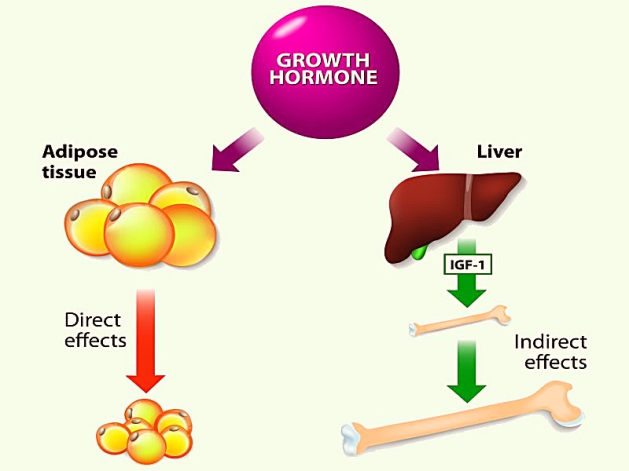 GROWTH
HORMONE
Adipose
tissue
Liver
IGF-1
Direct
effects
Indirect
effects